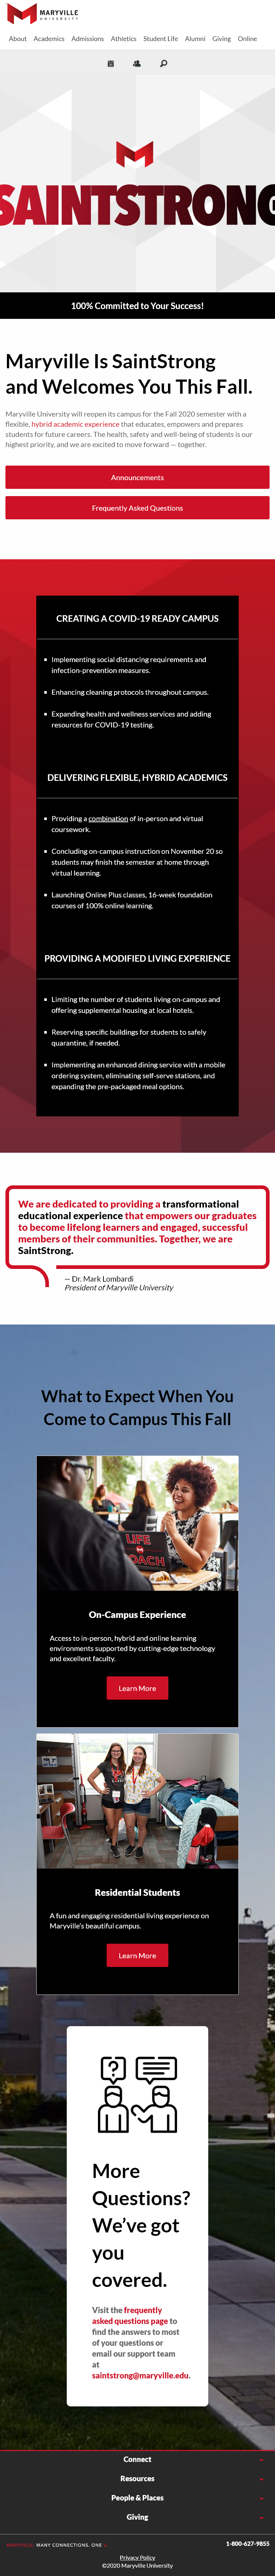 MARYVILLE
UNIVERSITY
About Academics Admissions Athletics Student Life Alumni Giving Online
SAINTSTRONG
100% Committed to Your Success!
Maryville Is SaintStrong
and Welcomes You This Fall.
Maryville University will reopen its campus for the Fall 2020 semester with a
flexible, hybrid academic experience that educates, empowers and prepares
students for future careers. The health, safety and well-being of students is our
highest priority, and we are excited to move forward — together.
Announcements
Frequently Asked Questions
CREATING A COVID-19 READY CAMPUS
Implementing social distancing requirements and
infection-prevention measures.
Enhancing cleaning protocols throughout campus.
Expanding health and wellness services and adding
resources for COVID-19 testing.
DELIVERING FLEXIBLE, HYBRID ACADEMICS
Providing a combination of in-person and virtual
coursework.
Concluding on-campus instruction on November 20 so
students may finish the semester at home through
virtual learning.
Launching Online Plus classes, 16-week foundation
courses of 100% online learning.
PROVIDING A MODIFIED LIVING EXPERIENCE
Limiting the number of students living on-campus and
offering supplemental housing at local hotels.
Reserving specific buildings for students to safely
quarantine, if needed.
Implementing an enhanced dining service with a mobile
ordering system, eliminating self-serve stations, and
expanding the pre-packaged meal options.
We are dedicated to providing a transformational
educational experience that empowers our graduates
to become lifelong learners and engaged, successful
members of their communities. Together, we are
SaintStrong.
— Dr. Mark Lombardi
President of Maryville University
What to Expect When You
Come to Campus This Fall
LIFE
COACH
On-Campus Experience
Access to in-person, hybrid and online learning
environments supported by cutting-edge technology
and excellent faculty.
Learn More
Residential Students
A fun and engaging residential living experience on
Maryville's beautiful campus.
Learn More
More
Questions?
We've got
you
covered.
Visit the frequently
asked questions page to
find the answers to most
of your questions or
email our support team
at
saintstrong@maryville.edu.
Connect
Resources
People & Places
Giving
MARYVILLE. MANY CONNECTIONS. ONE
1-800-627-9855
Privacy Policy
©2020 Maryville University